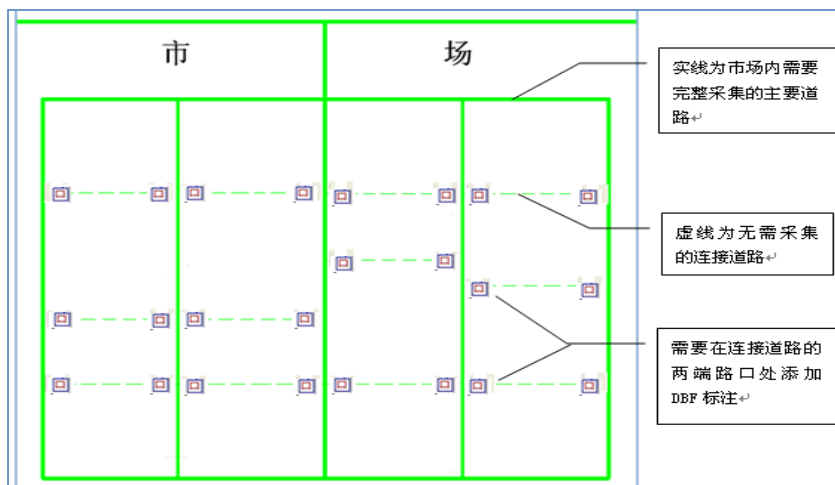 市 场
实线为市场内需要
完整采集的主要道
路↵
虚线为无需采集
的连接道路↵
需要在连接道路的
两端路口处添加
DBF 标注↵